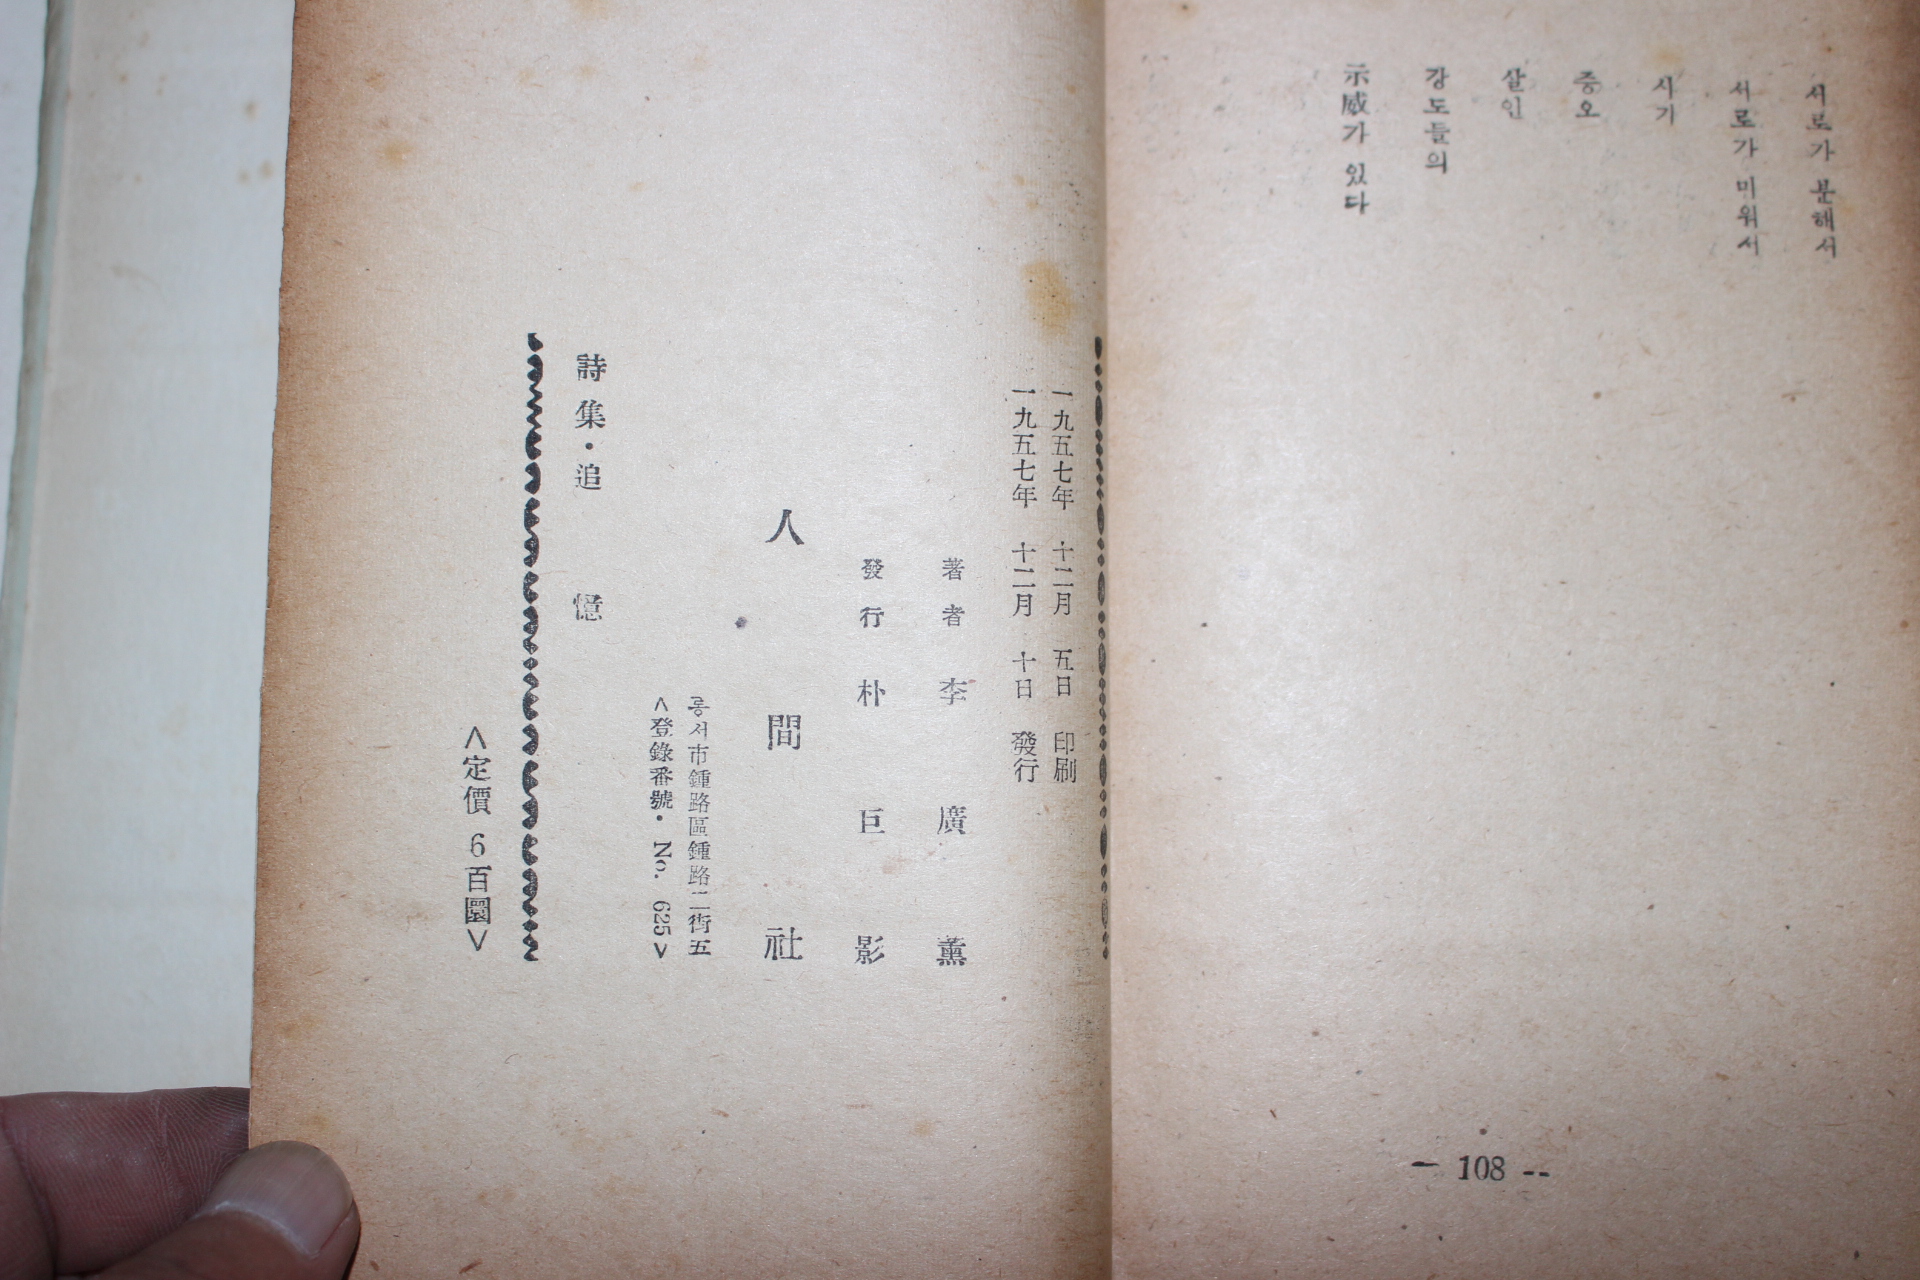 서로가 분해서
서로가 미워서
시기
증오
살인
강도들의
示威가 있다
- 108 --
一九五七年 十二月 五日 印刷
一九五七年 十二月 十日 發行
著者 李廣薰
發行 朴巨影
人間社
롱서市鍾路區鍾路二街五
<登錄番號・No. 625>
詩集・追憶
<定價 6百圜>